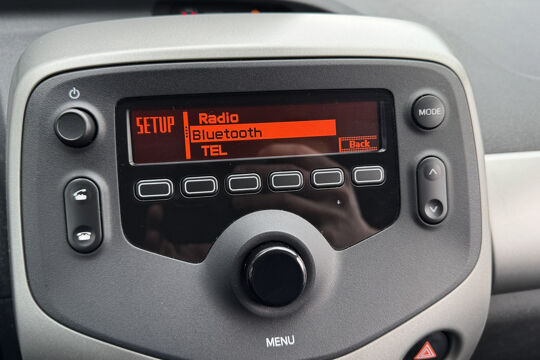 SETUP
Radio
Bluetooth
TEL
Back
MODE
MENU